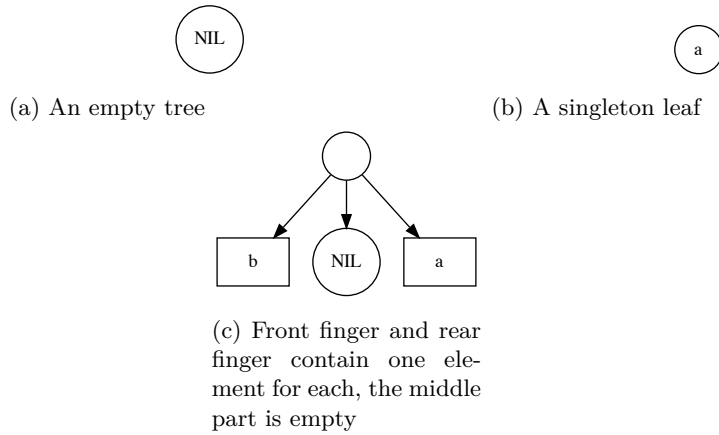 NIL
a
(a) An empty tree
(b) A singleton leaf
b
NIL
a
(c) Front finger and rear
finger contain one ele-
ment for each, the middle
part is empty